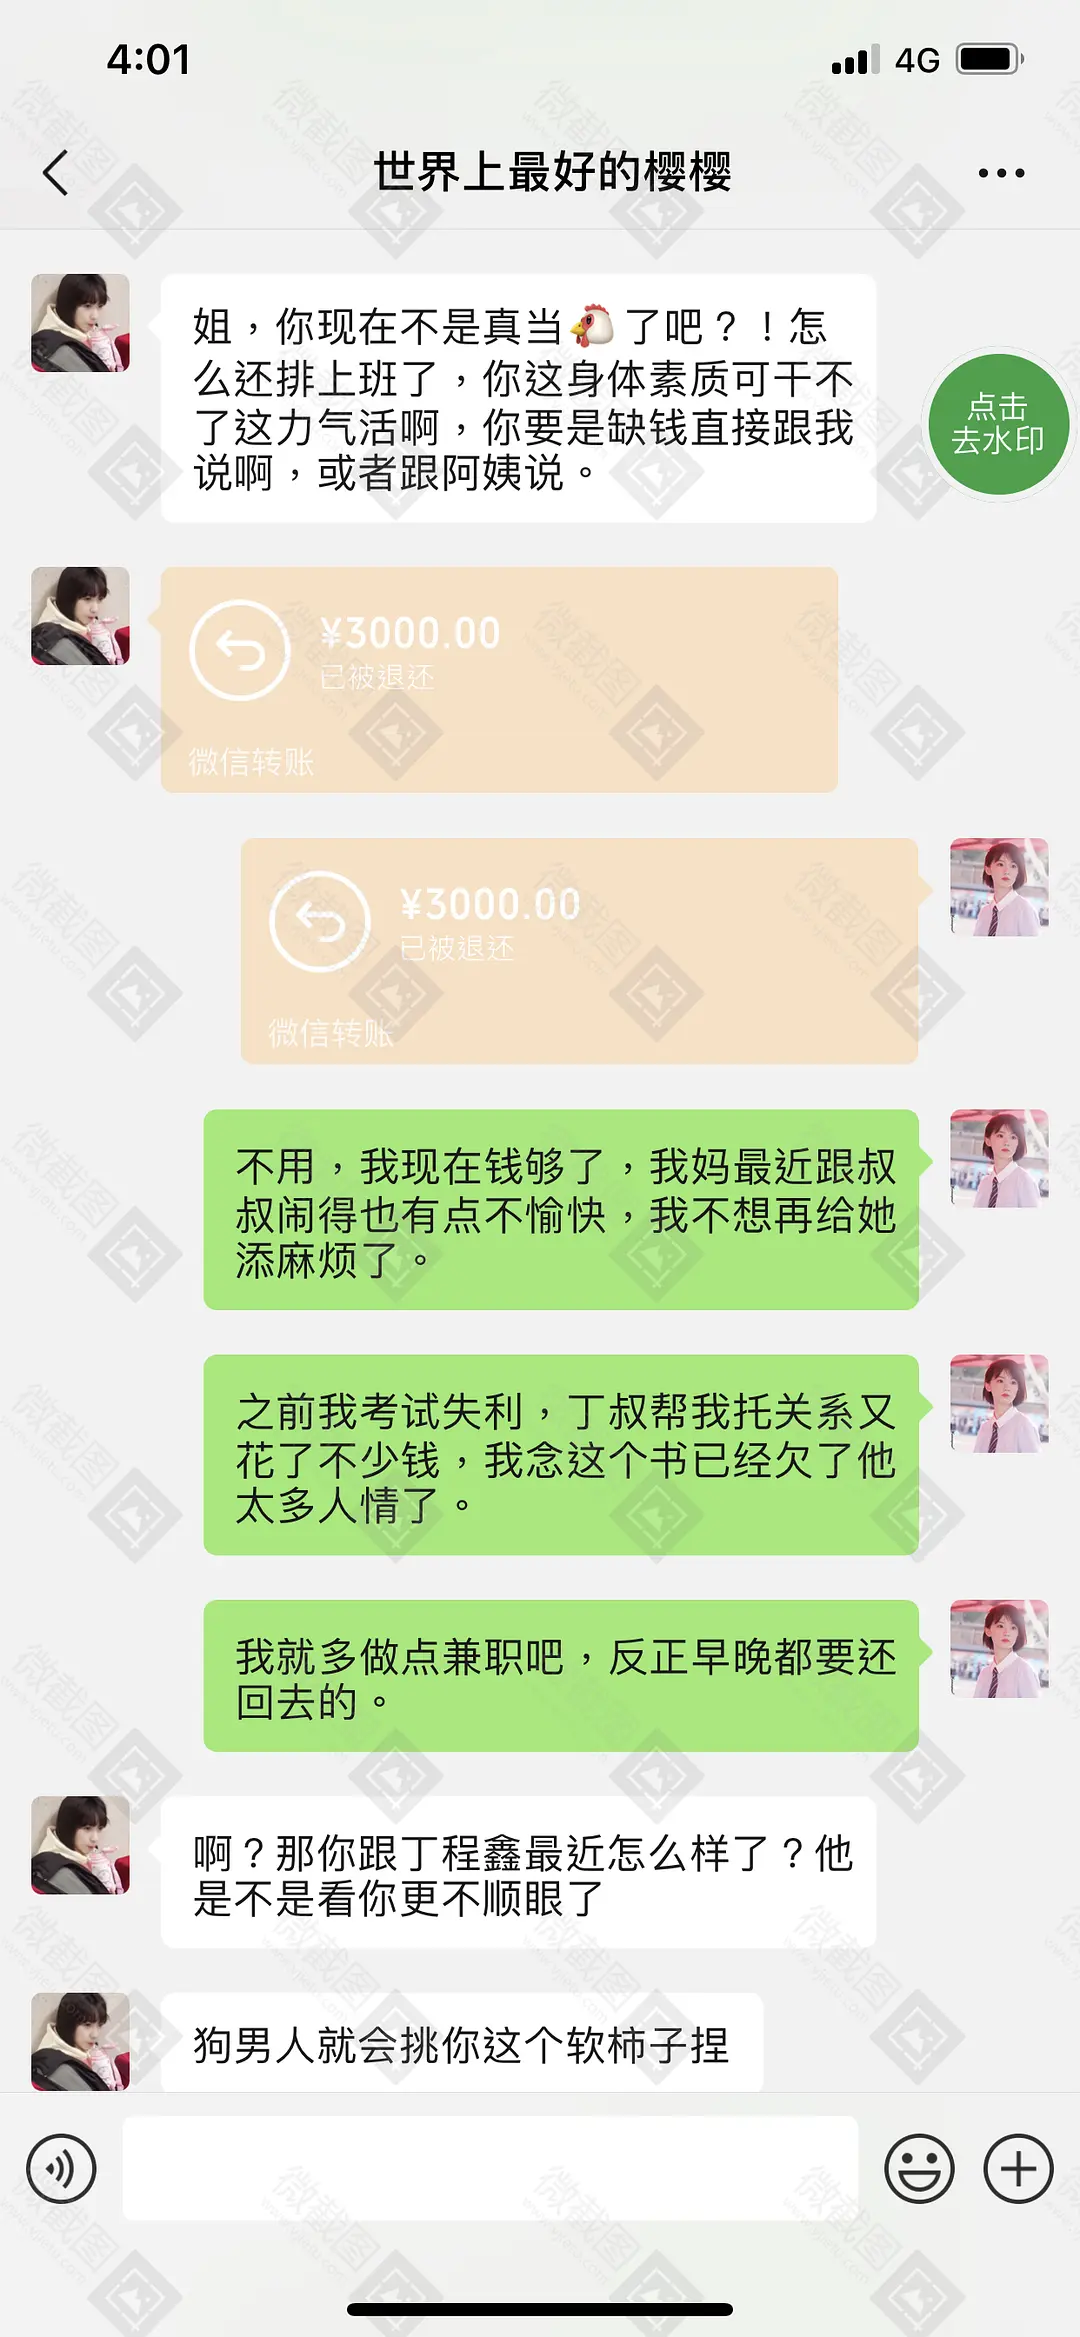 4:01
4G
世界上最好的樱樱
姐，你现在不是真当🐔了吧？！怎
么还排上班了，你这身体素质可干不
了这力气活啊，你要是缺钱直接跟我
说啊，或者跟阿姨说。
点击
去水印
¥3000.00
已被退还
微信转账
¥3000.00
已被退还
微信转账
不用，我现在钱够了，我妈最近跟叔
叔闹得也有点不愉快，我不想再给她
添麻烦了。
之前我考试失利，丁叔帮我托关系又
花了不少钱，我念这个书已经欠了他
太多人情了。
我就多做点兼职吧，反正早晚都要还
回去的。
啊？那你跟丁程鑫最近怎么样了？他
是不是看你更不顺眼了
狗男人就会挑你这个软柿子捏
微截图